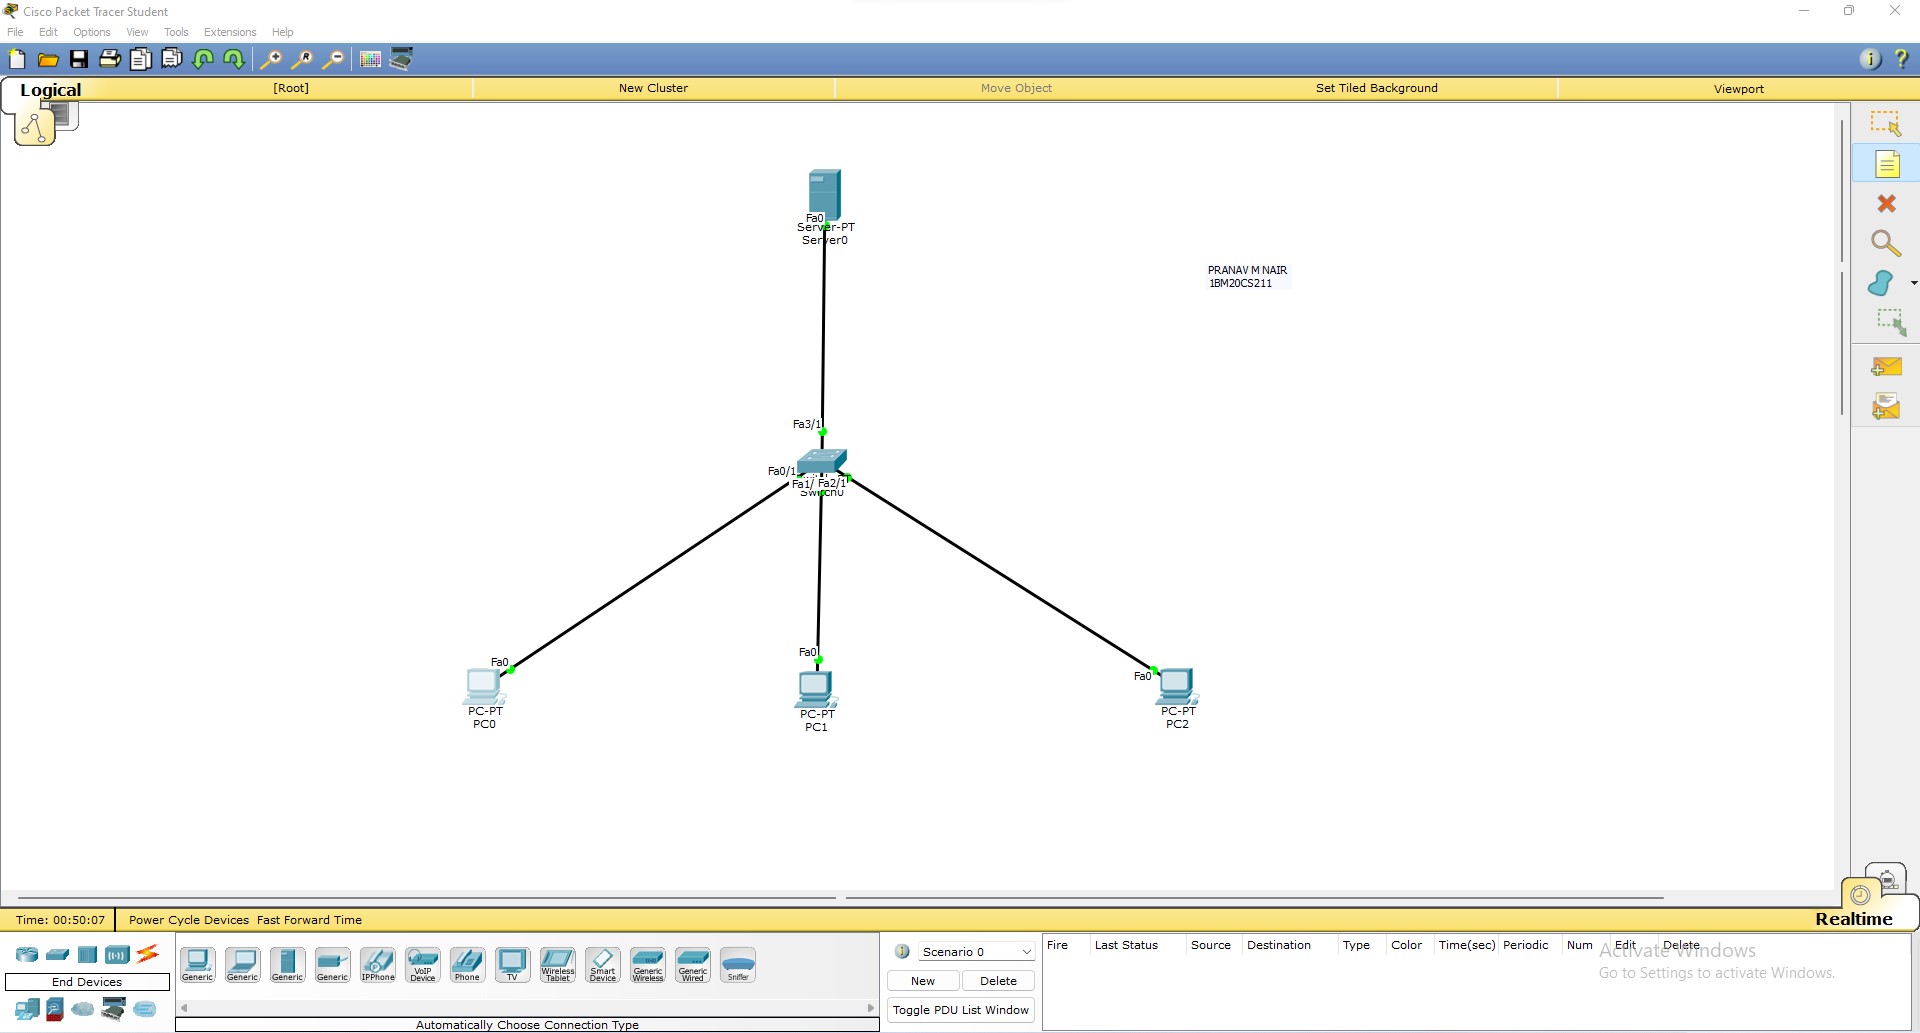 Cisco Packet Tracer Student
File Edit Options View Tools Extensions Help
Logical [Root] New Cluster Move Object Set Tiled Background Viewport
Fa0
Server-PT
Server0
PRANAV M NAIR
1BM20CS211
Fa3/1
Fa0/1
Fa1/ Fa2/1
Switch0
Fa0 Fa0 Fa0
PC-PT PC-PT PC-PT
PC0 PC1 PC2
Time: 00:50:07 Power Cycle Devices Fast Forward Time Realtime
End Devices
Generic Generic Generic Generic IPPhone VoIP Device Phone TV Wireless Tablet Smart Device Generic Wireless Generic Wired Sniffer
Automatically Choose Connection Type
Scenario 0
New Delete
Toggle PDU List Window
Fire Last Status Source Destination Type Color Time(sec) Periodic Num Edit Delete
Activate Windows
Go to Settings to activate Windows.